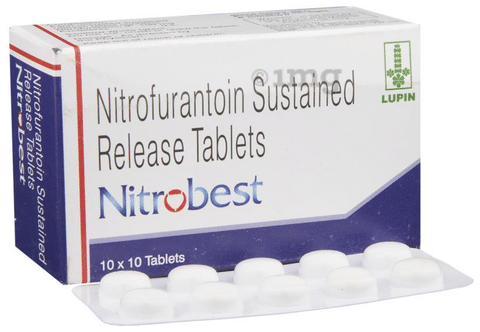 Nitrofurantoin Sustained
Release Tablets
Nitrobest
10 x 10 Tablets
LUPIN
1mg
Nitrofurantoin Sustained
Release Tablets
Nitrobest